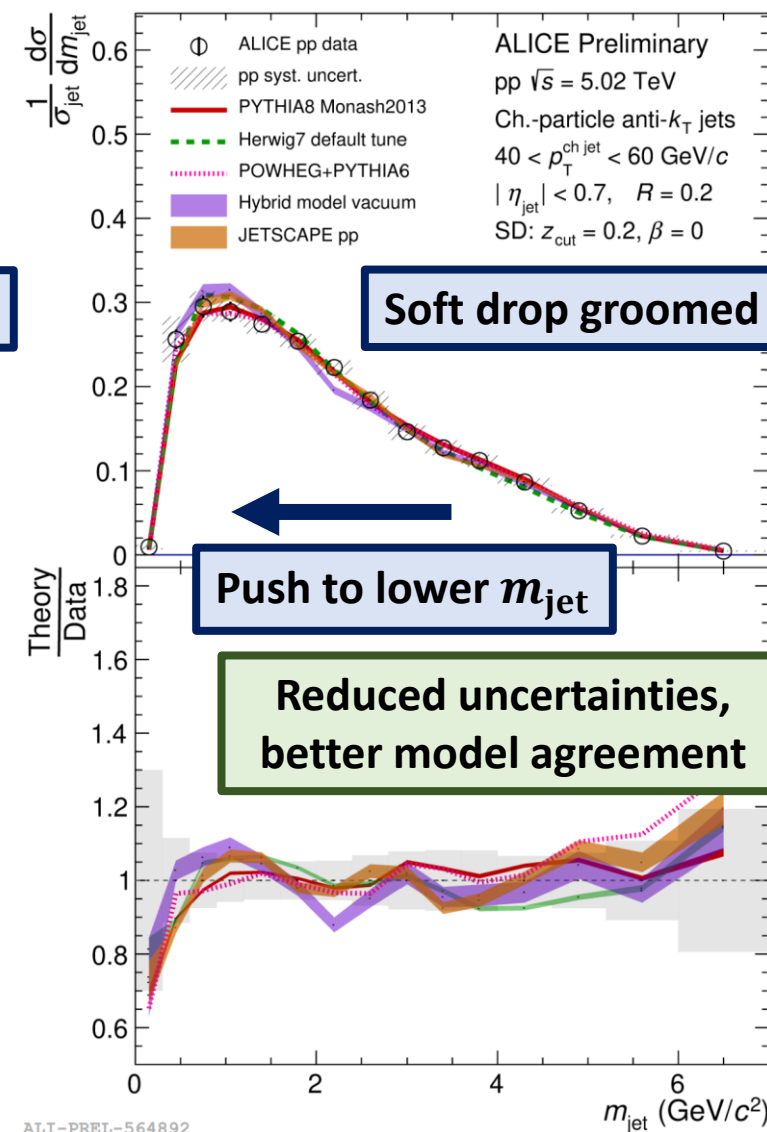 1/σ_jet dσ/dm_jet
0.6
0.5
0.4
0.3
0.2
0.1
0
ALICE pp data
pp syst. uncert.
PYTHIA8 Monash2013
Herwig7 default tune
POWHEG+PYTHIA6
Hybrid model vacuum
JETSCAPE pp
ALICE Preliminary
pp √s = 5.02 TeV
Ch.-particle anti-k_T jets
40 < p_T^{ch jet} < 60 GeV/c
| η_jet| < 0.7, R = 0.2
SD: z_cut = 0.2, β = 0
Soft drop groomed
Push to lower m_jet
Theory
Data
1.8
1.6
1.4
1.2
1
0.8
0.6
Reduced uncertainties,
better model agreement
0 2 4 6
m_jet (GeV/c²)
ALI-PREL-564892